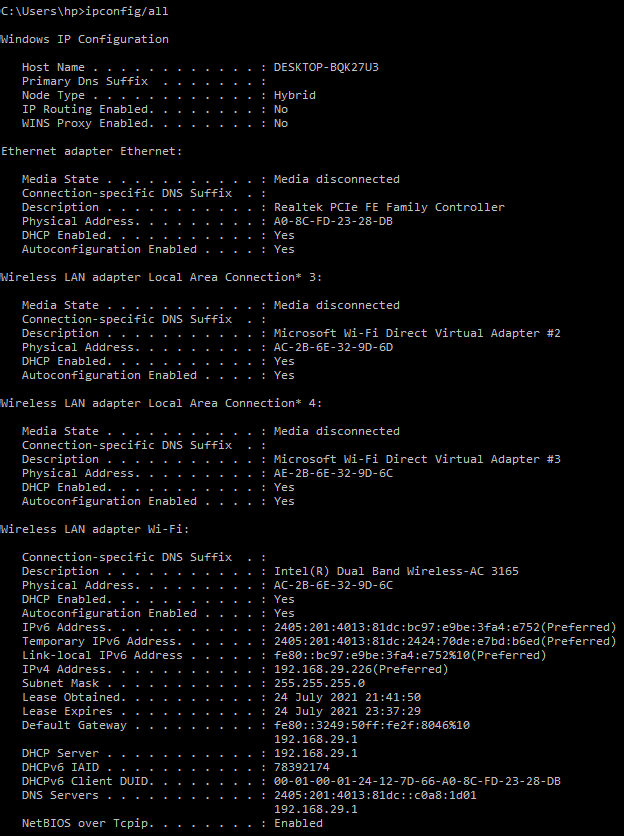 C:\Users\hp>ipconfig/all
Windows IP Configuration
Host Name . . . . . . . . . . . . : DESKTOP-BQK27U3
Primary Dns Suffix  . . . . . . . :
Node Type . . . . . . . . . . . . : Hybrid
IP Routing Enabled. . . . . . . . : No
WINS Proxy Enabled. . . . . . . . : No
Ethernet adapter Ethernet:
Media State . . . . . . . . . . . : Media disconnected
Connection-specific DNS Suffix  . :
Description . . . . . . . . . . . : Realtek PCIe FE Family Controller
Physical Address. . . . . . . . . : A0-8C-FD-23-28-DB
DHCP Enabled. . . . . . . . . . . : Yes
Autoconfiguration Enabled . . . . : Yes
Wireless LAN adapter Local Area Connection* 3:
Media State . . . . . . . . . . . : Media disconnected
Connection-specific DNS Suffix  . :
Description . . . . . . . . . . . : Microsoft Wi-Fi Direct Virtual Adapter #2
Physical Address. . . . . . . . . : AC-2B-6E-32-9D-6D
DHCP Enabled. . . . . . . . . . . : Yes
Autoconfiguration Enabled . . . . : Yes
Wireless LAN adapter Local Area Connection* 4:
Media State . . . . . . . . . . . : Media disconnected
Connection-specific DNS Suffix  . :
Description . . . . . . . . . . . : Microsoft Wi-Fi Direct Virtual Adapter #3
Physical Address. . . . . . . . . : AE-2B-6E-32-9D-6C
DHCP Enabled. . . . . . . . . . . : Yes
Autoconfiguration Enabled . . . . : Yes
Wireless LAN adapter Wi-Fi:
Connection-specific DNS Suffix  . :
Description . . . . . . . . . . . : Intel(R) Dual Band Wireless-AC 3165
Physical Address. . . . . . . . . : AC-2B-6E-32-9D-6C
DHCP Enabled. . . . . . . . . . . : Yes
Autoconfiguration Enabled . . . . : Yes
IPv6 Address. . . . . . . . . . . : 2405:201:4013:81dc:bc97:e9be:3fa4:e752(Preferred)
Temporary IPv6 Address. . . . . . : 2405:201:4013:81dc:2424:70de:e7bd:b6ed(Preferred)
Link-local IPv6 Address . . . . . : fe80::bc97:e9be:3fa4:e752%10(Preferred)
IPv4 Address. . . . . . . . . . . : 192.168.29.226(Preferred)
Subnet Mask . . . . . . . . . . . : 255.255.255.0
Lease Obtained. . . . . . . . . . : 24 July 2021 21:41:50
Lease Expires . . . . . . . . . . : 24 July 2021 23:37:29
Default Gateway . . . . . . . . . : fe80::3249:50ff:fe2f:8046%10
192.168.29.1
DHCP Server . . . . . . . . . . . : 192.168.29.1
DHCPv6 IAID . . . . . . . . . . . : 78392174
DHCPv6 Client DUID. . . . . . . . : 00-01-00-01-24-12-7D-66-A0-8C-FD-23-28-DB
DNS Servers . . . . . . . . . . . : 2405:201:4013:81dc::c0a8:1d01
192.168.29.1
NetBIOS over Tcpip. . . . . . . . : Enabled